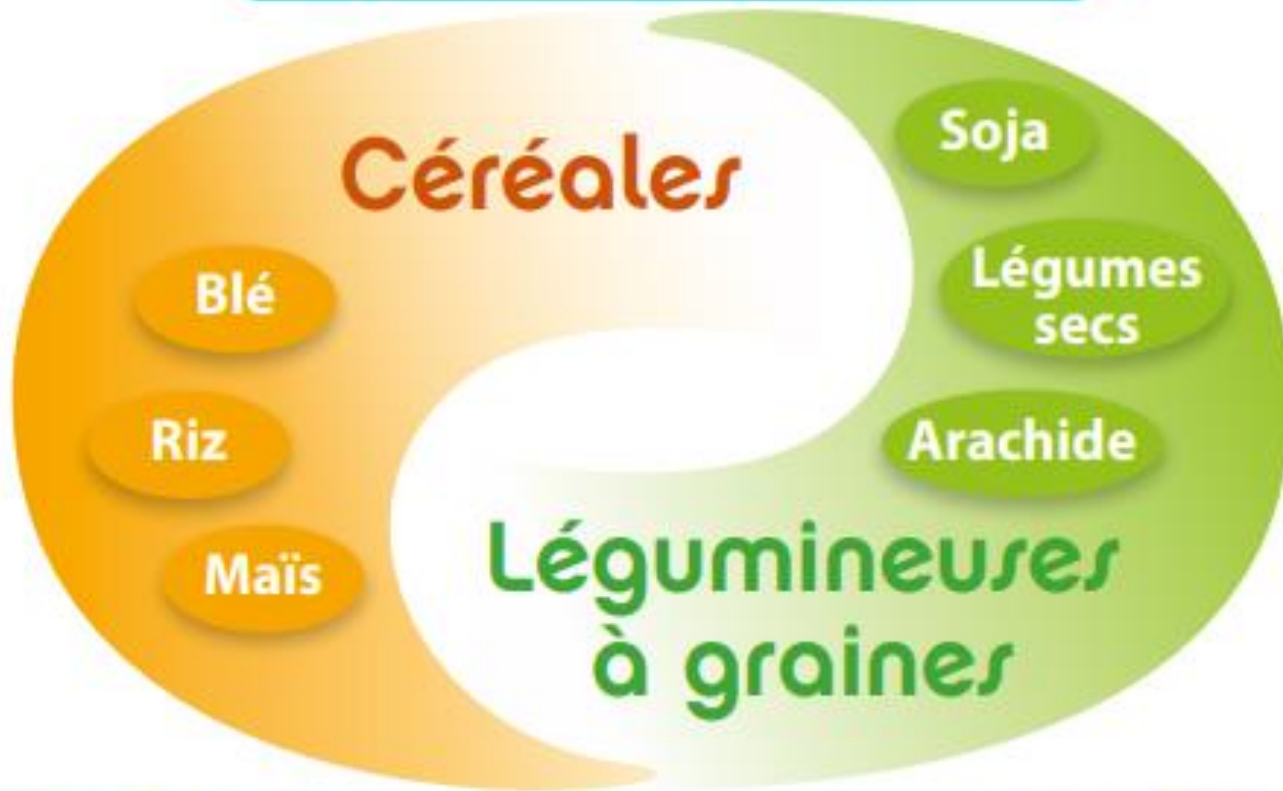 Céréales
Blé
Riz
Maïs
Soja
Légumes
secs
Arachide
Légumineuses
à graines